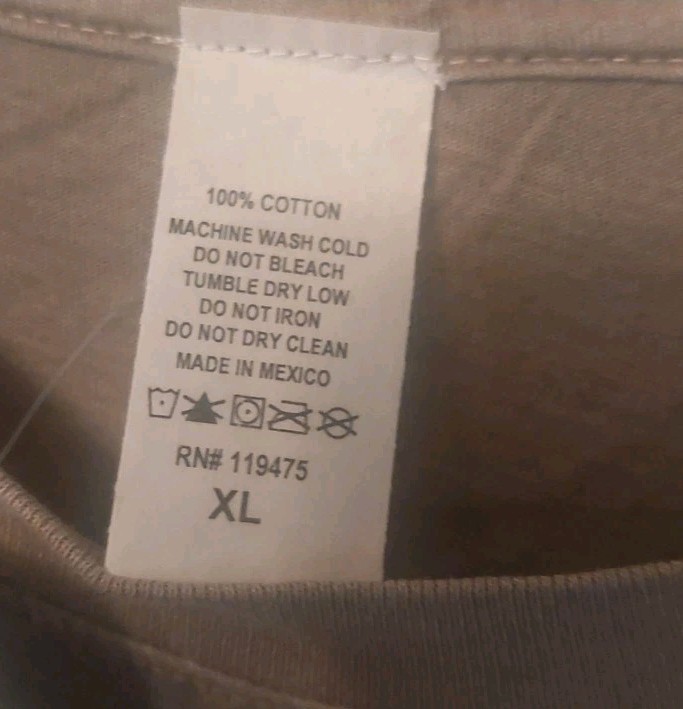 100% COTTON
MACHINE WASH COLD
DO NOT BLEACH
TUMBLE DRY LOW
DO NOT IRON
DO NOT DRY CLEAN
MADE IN MEXICO
RN# 119475
XL